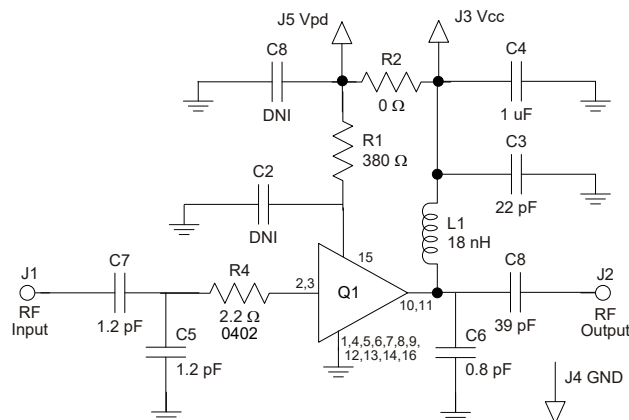 J5 Vpd
J3 Vcc
C8
DNI
R2
0 Ω
C4
1 uF
R1
380 Ω
C3
22 pF
C2
DNI
L1
18 nH
J1
RF
Input
C7
1.2 pF
R4
2.2 Ω
0402
C5
1.2 pF
2,3
15
Q1
10,11
1,4,5,6,7,8,9,
12,13,14,16
C8
39 pF
C6
0.8 pF
J2
RF
Output
J4 GND